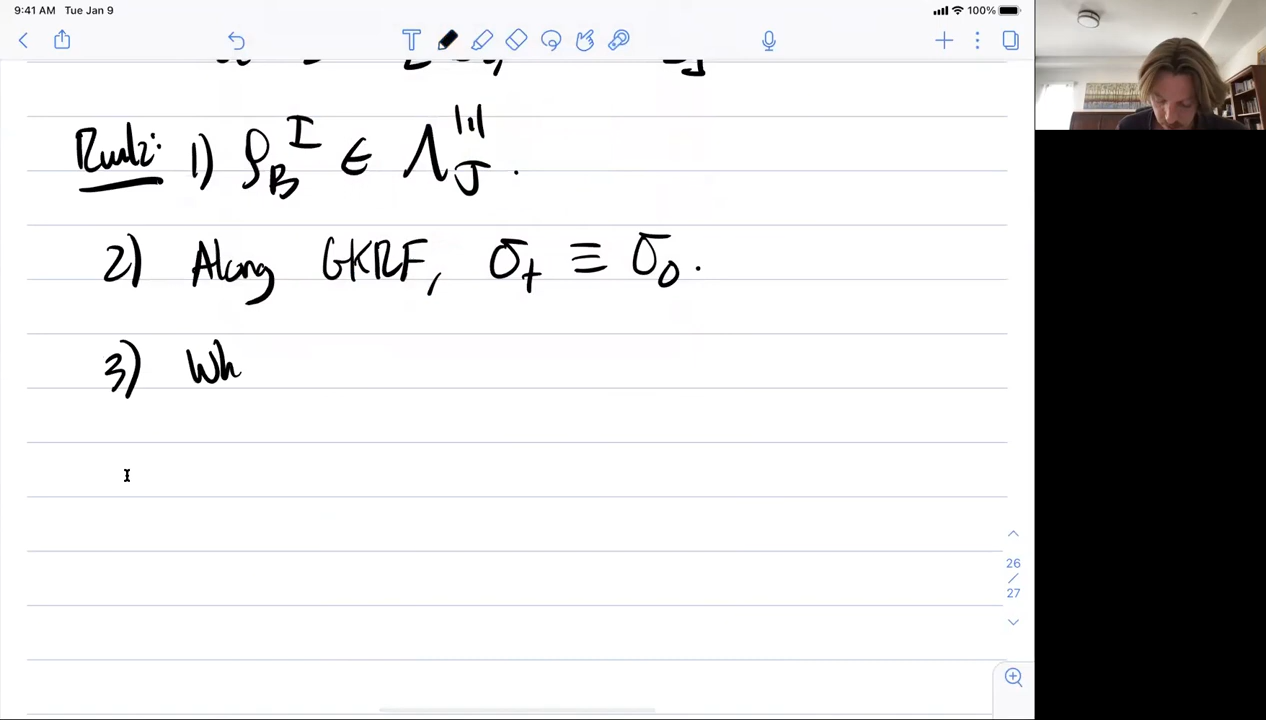 9:41 AM Tue Jan 9 100%
Rmk: 1) ρ_B^I ∈ Λ_J^{1,1}.
2) Along GKRF, σ_t ≡ σ_0.
3) Wh
26
/
27